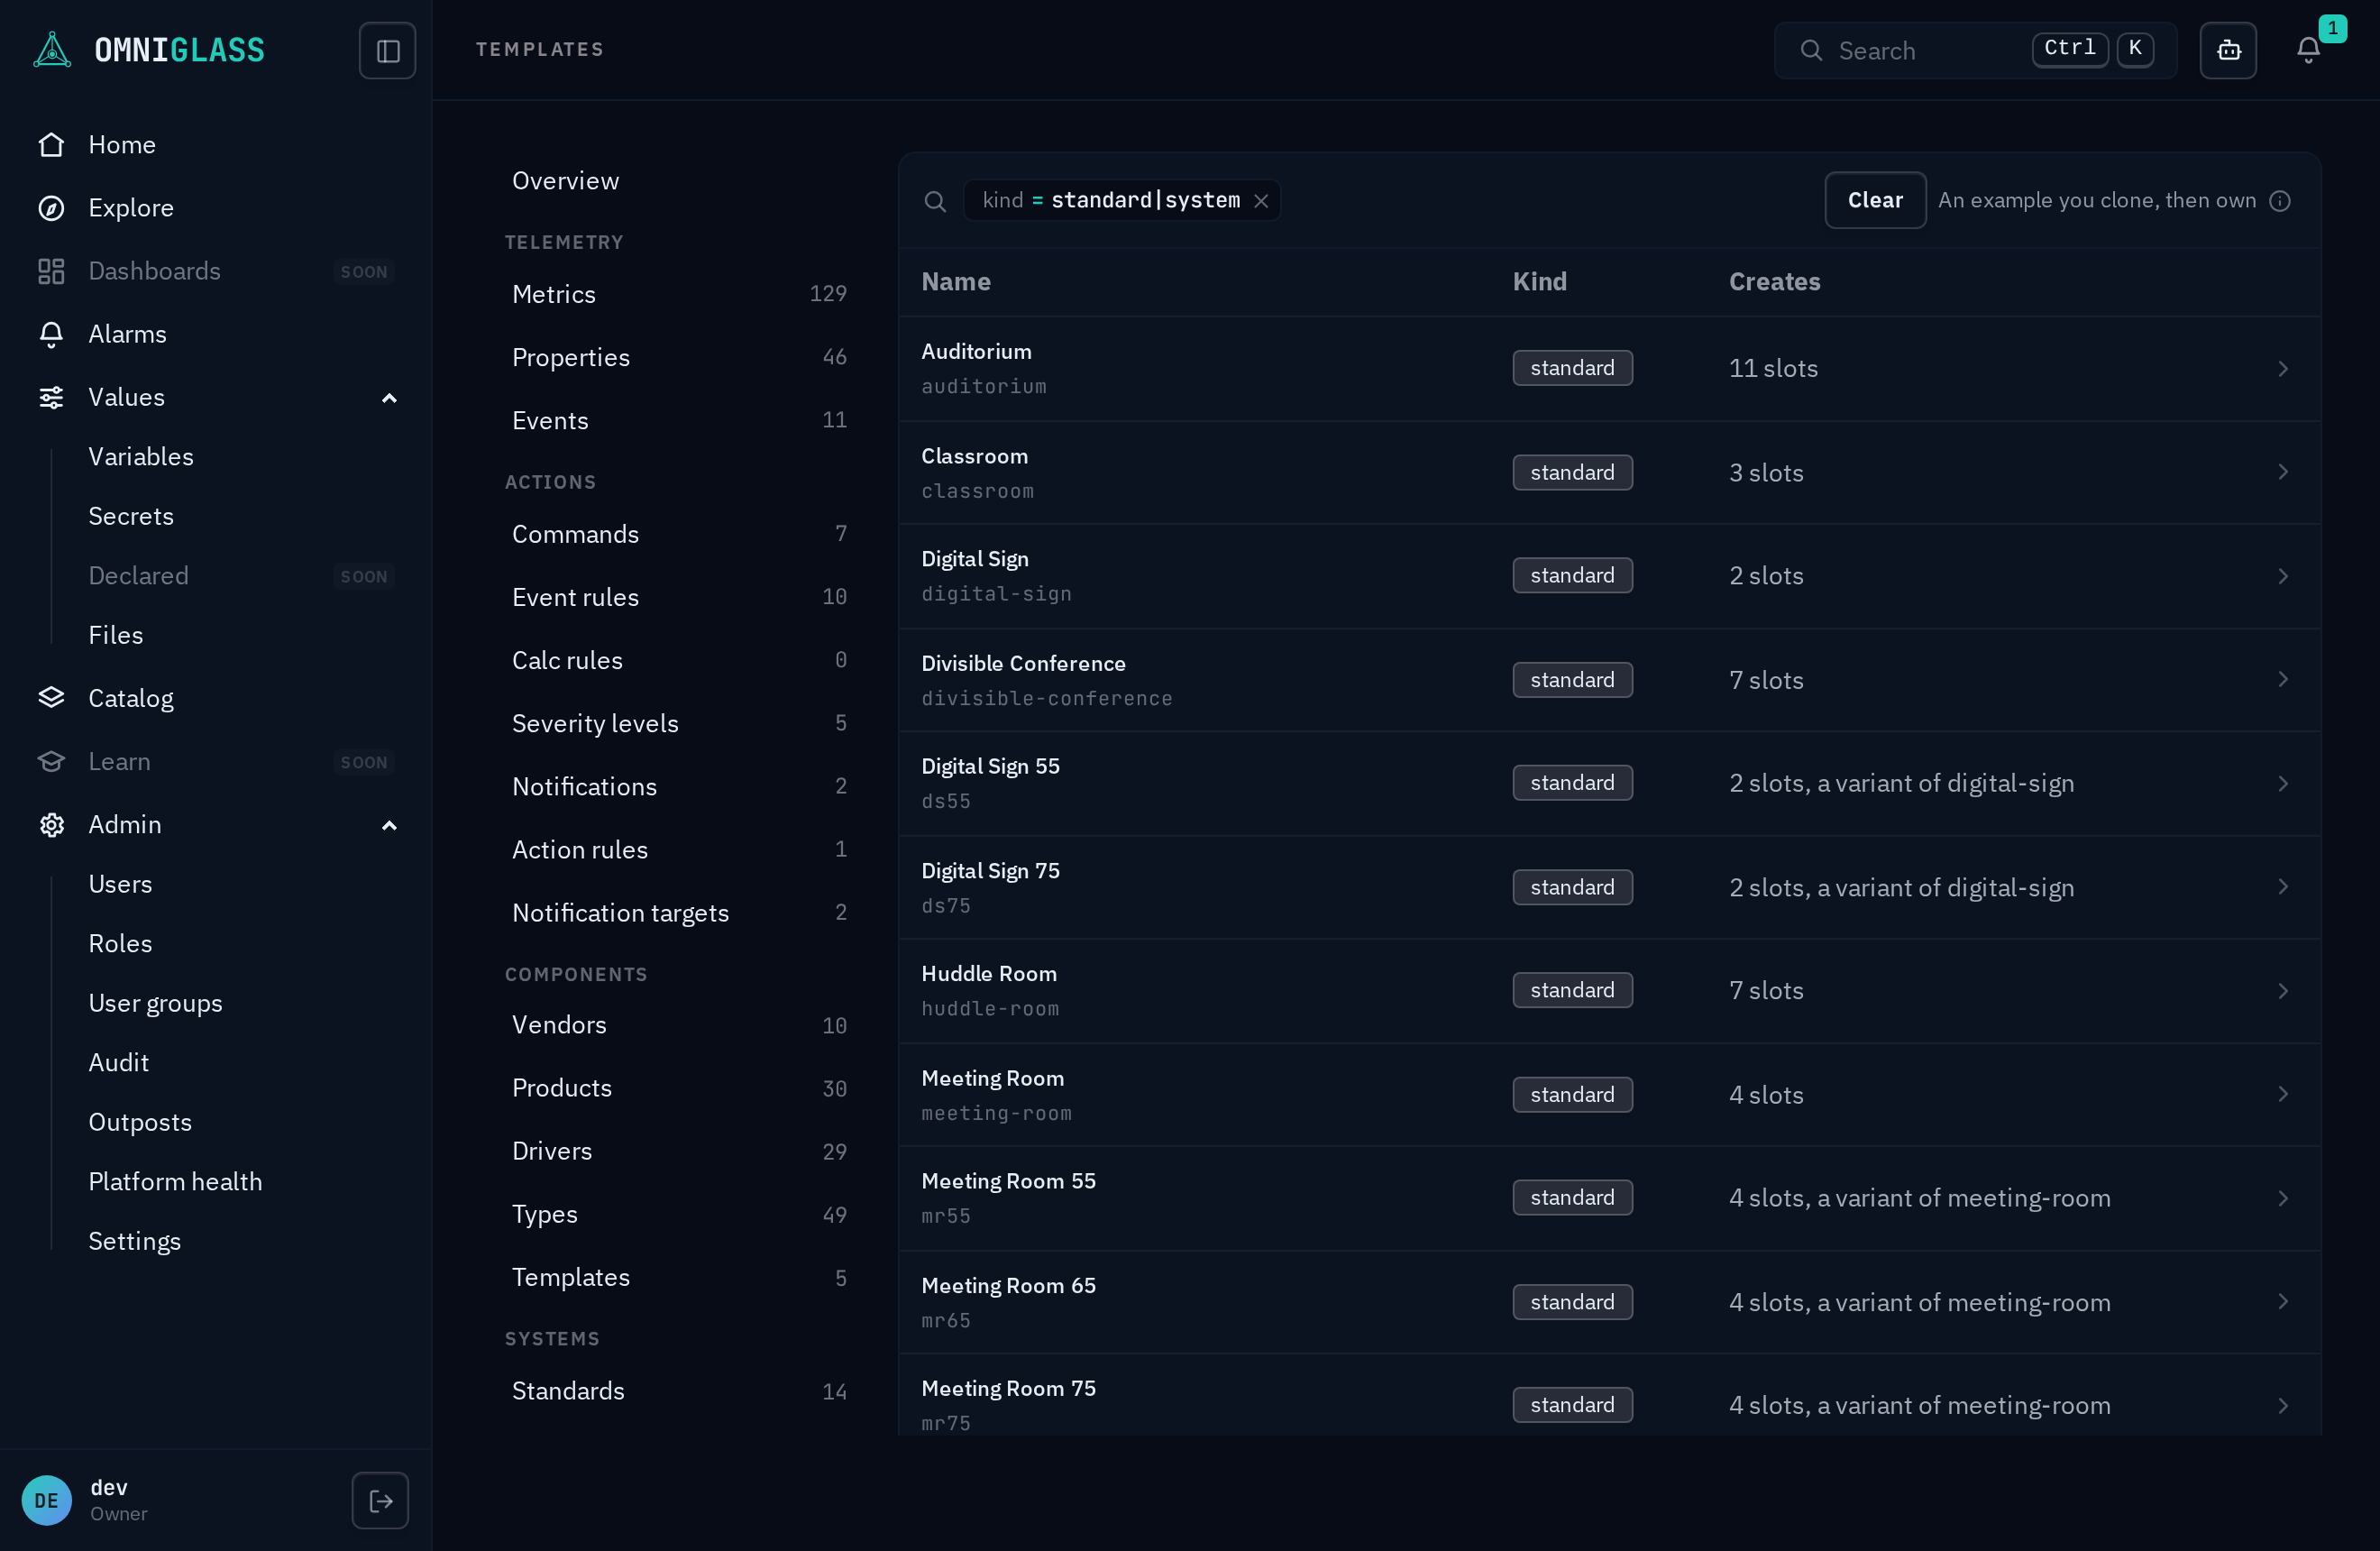 OMNIGLASS
Home
Explore
Dashboards SOON
Alarms
Values
Variables
Secrets
Declared SOON
Files
Catalog
Learn SOON
Admin
Users
Roles
User groups
Audit
Outposts
Platform health
Settings
DE dev
Owner
TEMPLATES
Search Ctrl K
1
Overview
TELEMETRY
Metrics 129
Properties 46
Events 11
ACTIONS
Commands 7
Event rules 10
Calc rules 0
Severity levels 5
Notifications 2
Action rules 1
Notification targets 2
COMPONENTS
Vendors 10
Products 30
Drivers 29
Types 49
Templates 5
SYSTEMS
Standards 14
kind = standard|system Clear An example you clone, then own
Name Kind Creates
Auditorium
auditorium
standard 11 slots
Classroom
classroom
standard 3 slots
Digital Sign
digital-sign
standard 2 slots
Divisible Conference
divisible-conference
standard 7 slots
Digital Sign 55
ds55
standard 2 slots, a variant of digital-sign
Digital Sign 75
ds75
standard 2 slots, a variant of digital-sign
Huddle Room
huddle-room
standard 7 slots
Meeting Room
meeting-room
standard 4 slots
Meeting Room 55
mr55
standard 4 slots, a variant of meeting-room
Meeting Room 65
mr65
standard 4 slots, a variant of meeting-room
Meeting Room 75
mr75
standard 4 slots, a variant of meeting-room